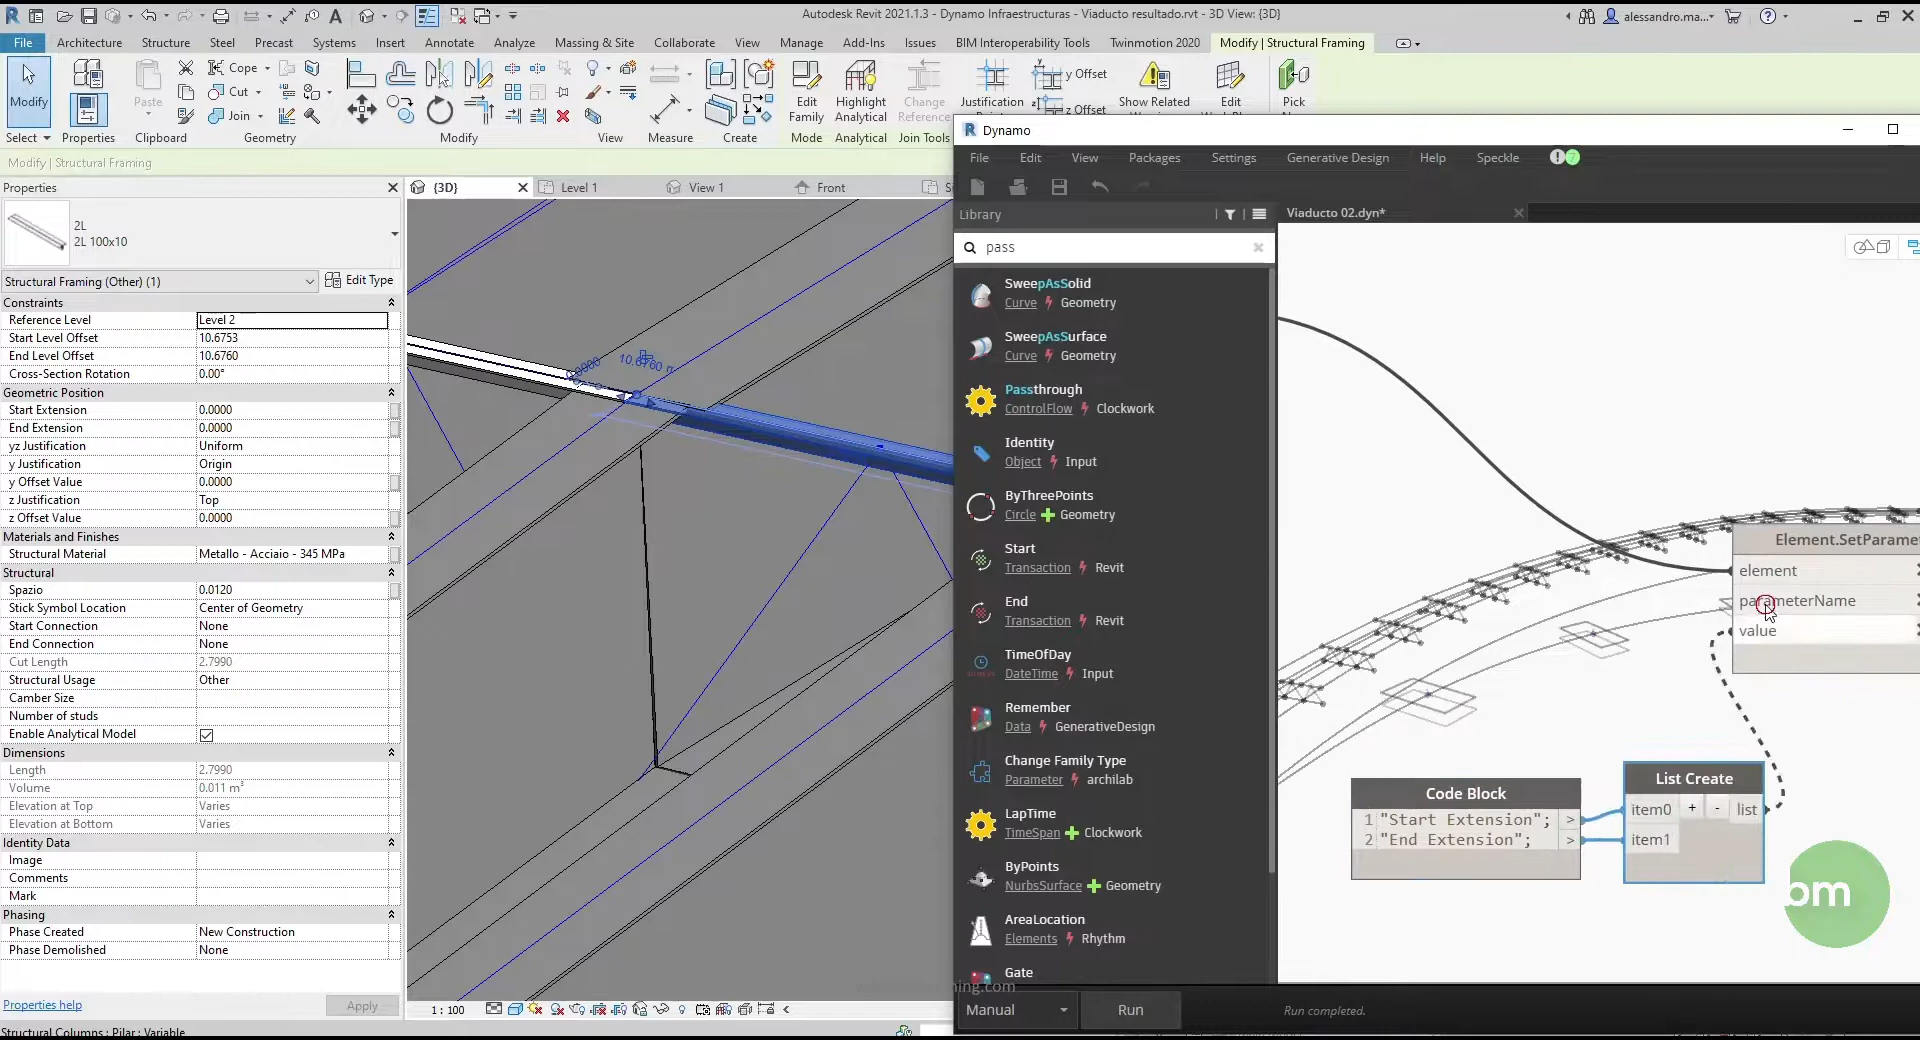 Autodesk Revit 2021.1.3 - Dynamo Infraestructuras - Viaducto resultado.rvt - 3D View: {3D}
alessandro.ma...
File Architecture Structure Steel Precast Systems Insert Annotate Analyze Massing & Site Collaborate View Manage Add-Ins Issues BIM Interoperability Tools Twinmotion 2020 Modify | Structural Framing
Modify
Select
Properties
Paste
Clipboard
Cope
Cut
Join
Geometry
Modify
View
Measure
Create
Edit
Family
Mode
Highlight
Analytical
Analytical
Change
Reference
Join Tools
Justification
y Offset
z Offset
Show Related
Edit
Pick
Modify | Structural Framing
Properties
{3D}
Level 1
View 1
Front
2L
2L 100x10
Structural Framing (Other) (1)
Edit Type
Constraints
Reference Level Level 2
Start Level Offset 10.6753
End Level Offset 10.6760
Cross-Section Rotation 0.00°
Geometric Position
Start Extension 0.0000
End Extension 0.0000
yz Justification Uniform
y Justification Origin
y Offset Value 0.0000
z Justification Top
z Offset Value 0.0000
Materials and Finishes
Structural Material Metallo - Acciaio - 345 MPa
Structural
Spazio 0.0120
Stick Symbol Location Center of Geometry
Start Connection None
End Connection None
Cut Length 2.7990
Structural Usage Other
Camber Size
Number of studs
Enable Analytical Model
Dimensions
Length 2.7990
Volume 0.011 m³
Elevation at Top Varies
Elevation at Bottom Varies
Identity Data
Image
Comments
Mark
Phasing
Phase Created New Construction
Phase Demolished None
Properties help
Apply
Structural Columns : Pilar : Variable
0.0000
10.6760
1 : 100
Dynamo
File Edit View Packages Settings Generative Design Help Speckle
Library
Viaducto 02.dyn*
pass
SweepAsSolid
Curve Geometry
SweepAsSurface
Curve Geometry
Passthrough
ControlFlow Clockwork
Identity
Object Input
ByThreePoints
Circle Geometry
Start
Transaction Revit
End
Transaction Revit
TimeOfDay
DateTime Input
Remember
Data GenerativeDesign
Change Family Type
Parameter archilab
LapTime
TimeSpan Clockwork
ByPoints
NurbsSurface Geometry
AreaLocation
Elements Rhythm
Gate
ning.com
Manual
Run
Run completed.
Element.SetParame
element
parameterName
value
Code Block
1 "Start Extension"; >
2 "End Extension"; >
List Create
item0 + - list
item1
om